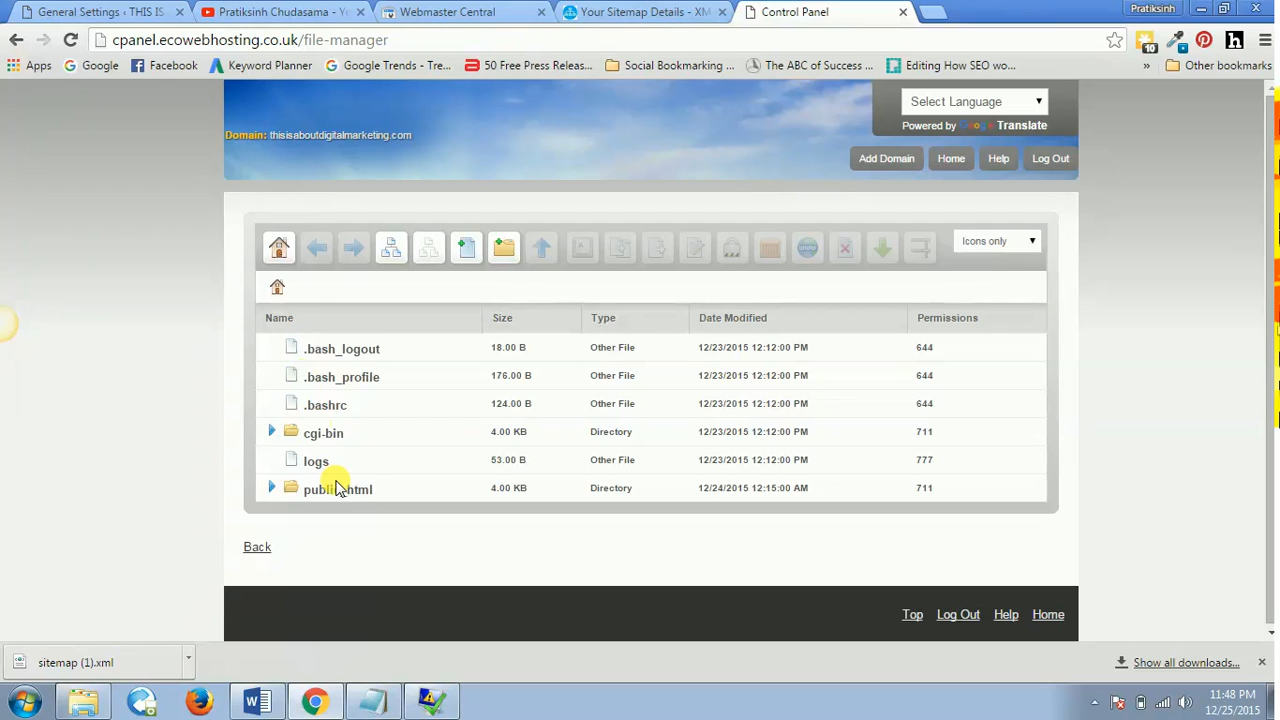 General Settings ‹ THIS IS
Pratiksinh Chudasama - Yo
Webmaster Central
Your Sitemap Details - XM
Control Panel
Pratiksinh
cpanel.ecowebhosting.co.uk/file-manager
10
Apps
Google
Facebook
Keyword Planner
Google Trends - Tre...
50 Free Press Releas...
Social Bookmarking ...
The ABC of Success ...
Editing How SEO wo...
»
Other bookmarks
Select Language
Powered by Google Translate
Domain: thisisaboutdigitalmarketing.com
Add Domain
Home
Help
Log Out
Icons only
Name
Size
Type
Date Modified
Permissions
.bash_logout 18.00 B Other File 12/23/2015 12:12:00 PM 644
.bash_profile 176.00 B Other File 12/23/2015 12:12:00 PM 644
.bashrc 124.00 B Other File 12/23/2015 12:12:00 PM 644
cgi-bin 4.00 KB Directory 12/23/2015 12:12:00 PM 711
logs 53.00 B Other File 12/23/2015 12:12:00 PM 777
public_html 4.00 KB Directory 12/24/2015 12:15:00 AM 711
Back
Top
Log Out
Help
Home
sitemap (1).xml
Show all downloads...
11:48 PM
12/25/2015